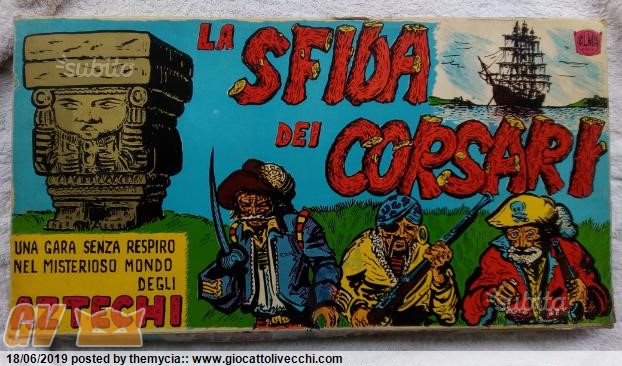 LA
SFIDA
DEI
CORSARI
UNA GARA SENZA RESPIRO
NEL MISTERIOSO MONDO
DEGLI
AZTECHI
subito
subito
18/06/2019 posted by themycia:: www.giocattolivecchi.com